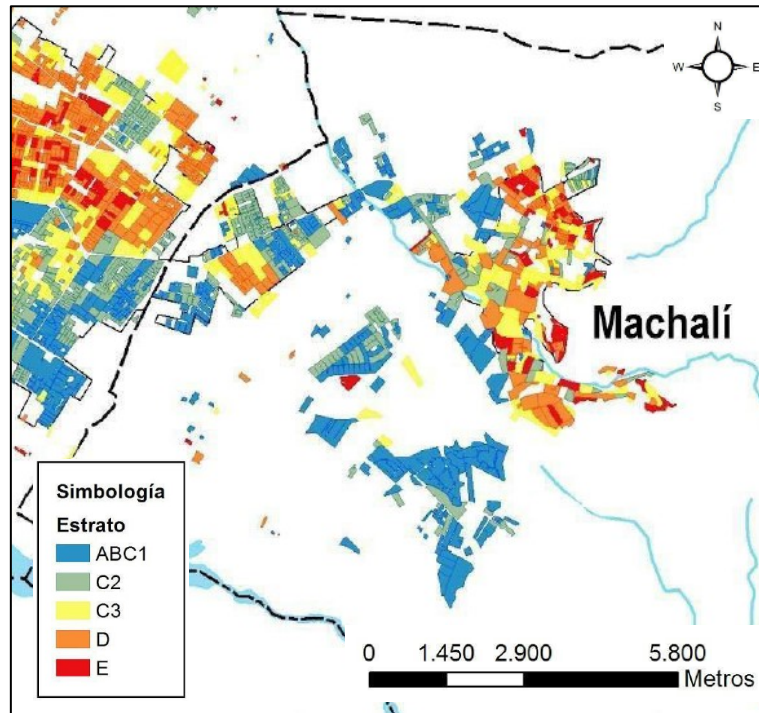 N
W E
S
Machalí
Simbología
Estrato
ABC1
C2
C3
D
E
0 1.450 2.900 5.800
Metros